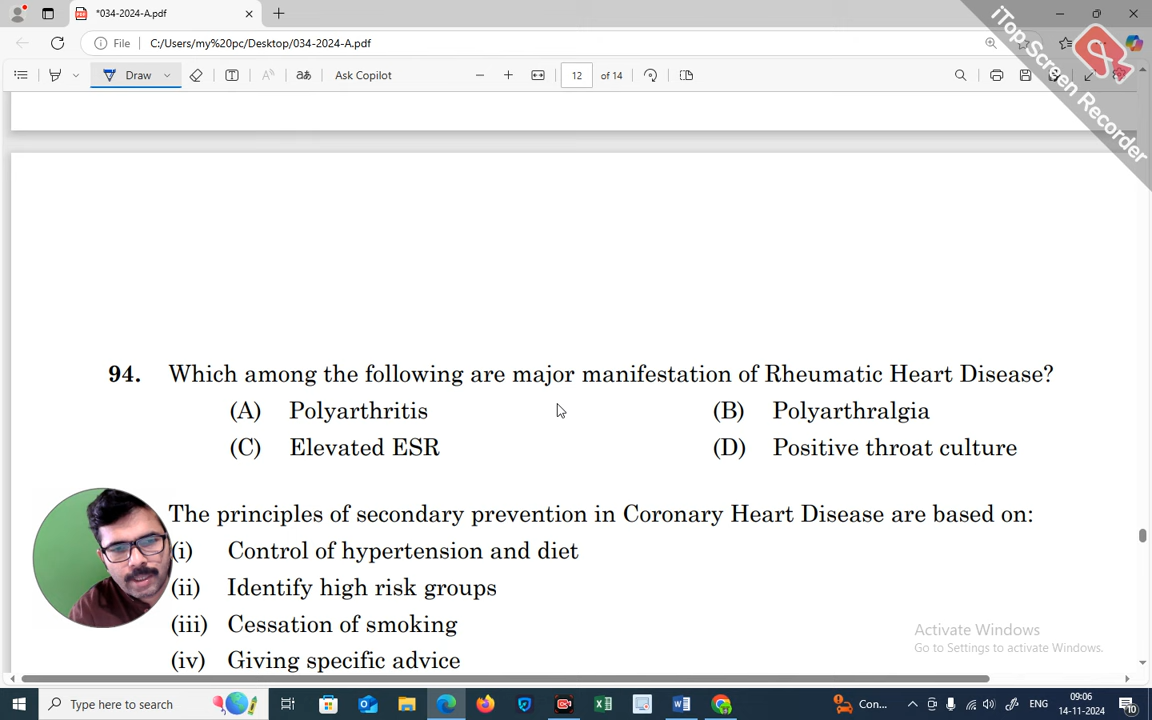 *034-2024-A.pdf
File C:/Users/my%20pc/Desktop/034-2024-A.pdf
Draw aあ Ask Copilot 12 of 14
iTop Screen Recorder
94. Which among the following are major manifestation of Rheumatic Heart Disease?
(A) Polyarthritis (B) Polyarthralgia
(C) Elevated ESR (D) Positive throat culture
The principles of secondary prevention in Coronary Heart Disease are based on:
(i) Control of hypertension and diet
(ii) Identify high risk groups
(iii) Cessation of smoking
(iv) Giving specific advice
Activate Windows
Go to Settings to activate Windows.
Type here to search Con... ENG 09:06
14-11-2024 10